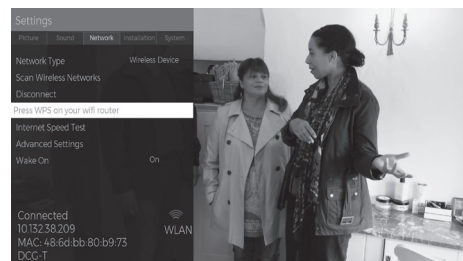 Settings
Picture Sound Network Installation System
Network Type Wireless Device
Scan Wireless Networks
Disconnect
Press WPS on your wifi router
Internet Speed Test
Advanced Settings
Wake On On
Connected
10.132.38.209 WLAN
MAC: 48:6d:bb:80:b9:73
DCG-T